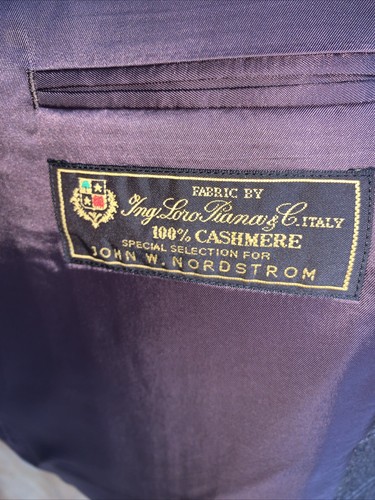 FABRIC BY
Ing. Loro Piana & C. ITALY
100% CASHMERE
SPECIAL SELECTION FOR
JOHN W. NORDSTROM